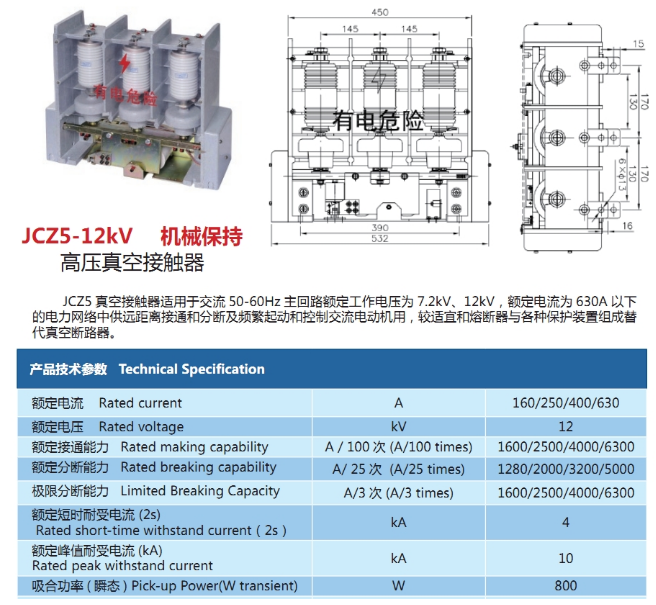 有电危险
450
145
145
有电危险
390
532
15
130
170
130
170
6×φ13
16
JCZ5-12kV 机械保持
高压真空接触器
JCZ5 真空接触器适用于交流 50-60Hz 主回路额定工作电压为 7.2kV、12kV，额定电流为 630A 以下
的电力网络中供远距离接通和分断及频繁起动和控制交流电动机用，较适宜和熔断器与各种保护装置组成替
代真空断路器。
产品技术参数 Technical Specification
额定电流 Rated current A 160/250/400/630
额定电压 Rated voltage kV 12
额定接通能力 Rated making capability A / 100 次 (A/100 times) 1600/2500/4000/6300
额定分断能力 Rated breaking capability A/ 25 次 (A/25 times) 1280/2000/3200/5000
极限分断能力 Limited Breaking Capacity A/3 次 (A/3 times) 1600/2500/4000/6300
额定短时耐受电流 (2s)
Rated short-time withstand current ( 2s ) kA 4
额定峰值耐受电流 (kA)
Rated peak withstand current kA 10
吸合功率 ( 瞬态 ) Pick-up Power(W transient) W 800